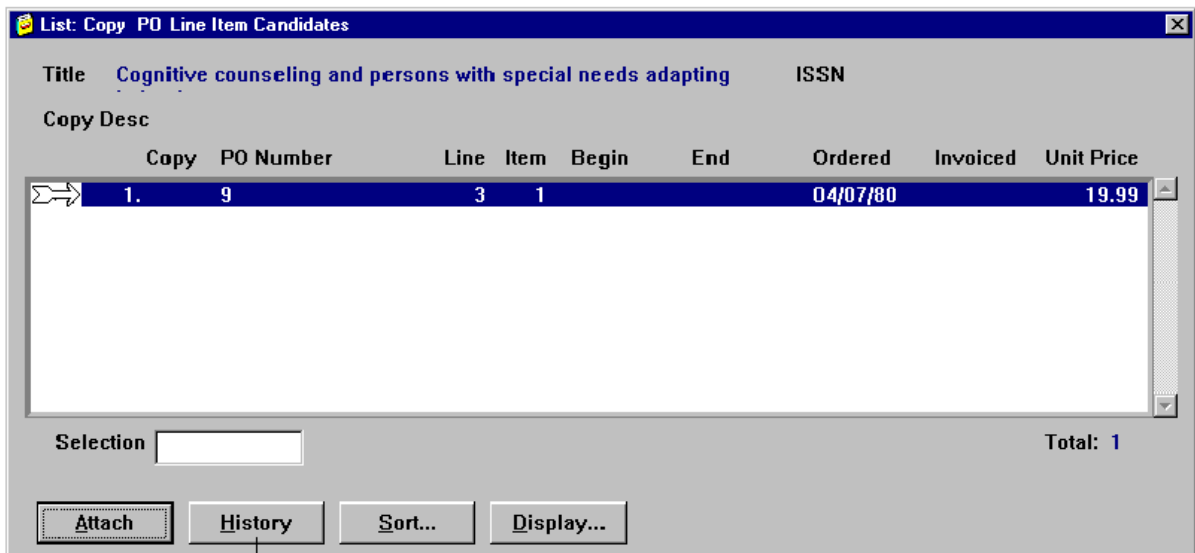 List: Copy PO Line Item Candidates
Title Cognitive counseling and persons with special needs adapting ISSN
Copy Desc
Copy PO Number Line Item Begin End Ordered Invoiced Unit Price
1. 9 3 1 04/07/80 19.99
Selection Total: 1
Attach History Sort... Display...